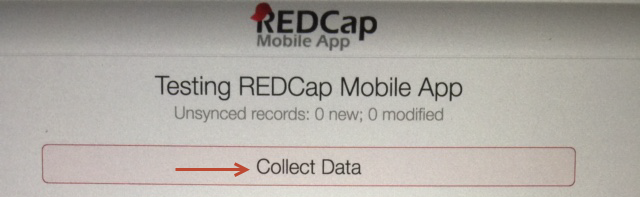 REDCap
Mobile App
Testing REDCap Mobile App
Unsynced records: 0 new; 0 modified
Collect Data